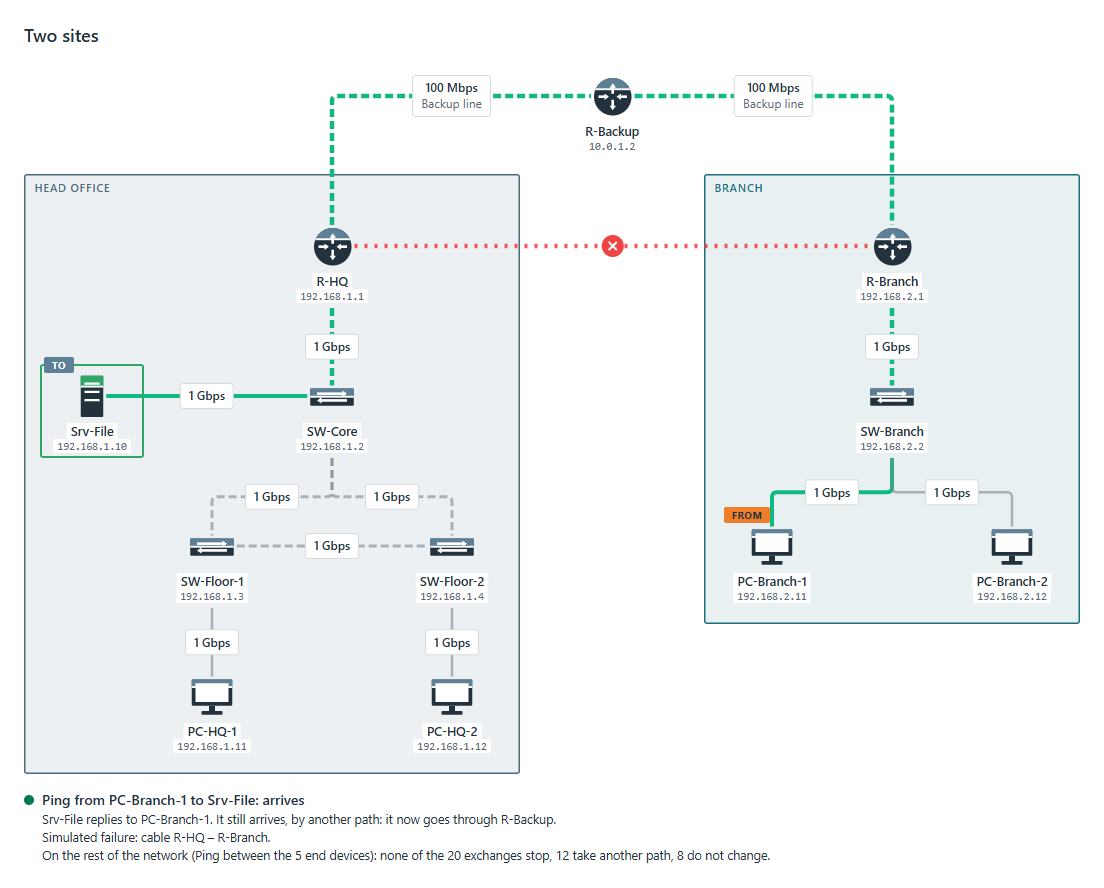 Two sites
100 Mbps
Backup line
100 Mbps
Backup line
R-Backup
10.0.1.2
HEAD OFFICE
BRANCH
R-HQ
192.168.1.1
R-Branch
192.168.2.1
1 Gbps
1 Gbps
TO
1 Gbps
Srv-File
192.168.1.10
SW-Core
192.168.1.2
SW-Branch
192.168.2.2
1 Gbps
1 Gbps
1 Gbps
1 Gbps
FROM
1 Gbps
SW-Floor-1
192.168.1.3
SW-Floor-2
192.168.1.4
PC-Branch-1
192.168.2.11
PC-Branch-2
192.168.2.12
1 Gbps
1 Gbps
PC-HQ-1
192.168.1.11
PC-HQ-2
192.168.1.12
Ping from PC-Branch-1 to Srv-File: arrives
Srv-File replies to PC-Branch-1. It still arrives, by another path: it now goes through R-Backup.
Simulated failure: cable R-HQ – R-Branch.
On the rest of the network (Ping between the 5 end devices): none of the 20 exchanges stop, 12 take another path, 8 do not change.